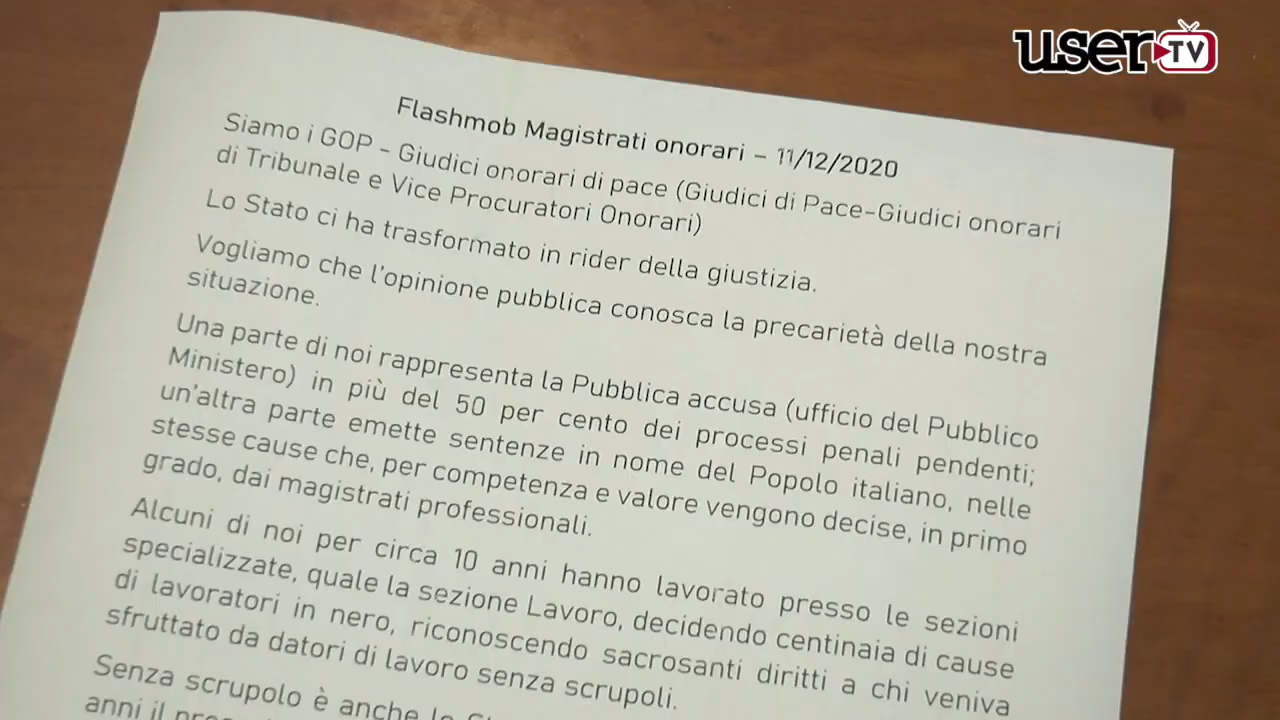 user TV
Flashmob Magistrati onorari – 11/12/2020
Siamo i GOP - Giudici onorari di pace (Giudici di Pace-Giudici onorari
di Tribunale e Vice Procuratori Onorari)
Lo Stato ci ha trasformato in rider della giustizia.
Vogliamo che l'opinione pubblica conosca la precarietà della nostra
situazione.
Una parte di noi rappresenta la Pubblica accusa (ufficio del Pubblico
Ministero) in più del 50 per cento dei processi penali pendenti;
un'altra parte emette sentenze in nome del Popolo italiano, nelle
stesse cause che, per competenza e valore vengono decise, in primo
grado, dai magistrati professionali.
Alcuni di noi per circa 10 anni hanno lavorato presso le sezioni
specializzate, quale la sezione Lavoro, decidendo centinaia di cause
di lavoratori in nero, riconoscendo sacrosanti diritti a chi veniva
sfruttato da datori di lavoro senza scrupoli.
Senza scrupolo è anche lo
anni il